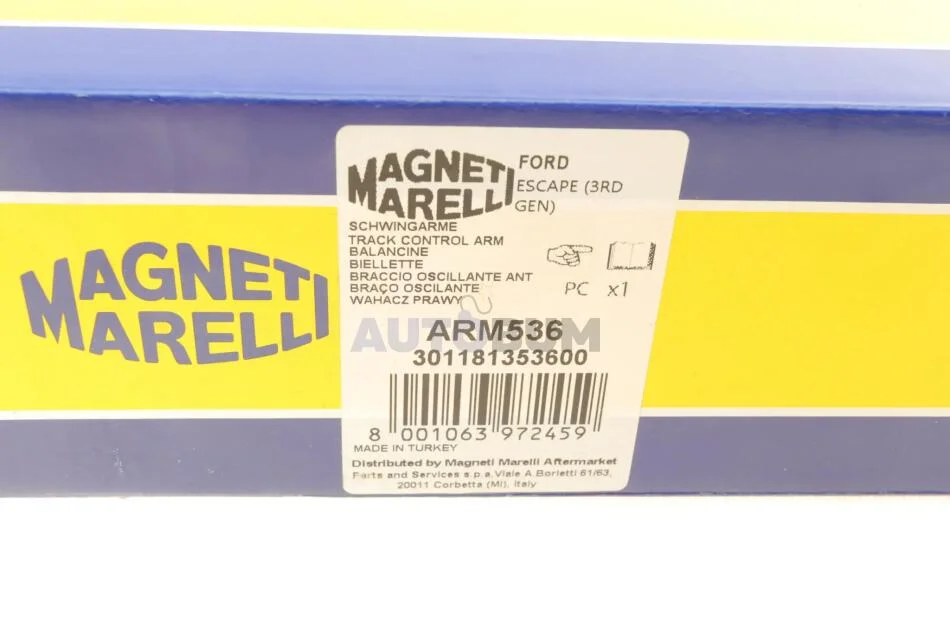 MAGNETI
MARELLI
MAGNETI
MARELLI
FORD
ESCAPE (3RD
GEN)
SCHWINGARME
TRACK CONTROL ARM
BALANCINE
BIELLETTE
BRACCIO OSCILLANTE ANT
BRAÇO OSCILANTE
WAHACZ PRAWY
PC x1
AUTOBUM
ARM536
301181353600
8 001063 972459
MADE IN TURKEY
Distributed by Magneti Marelli Aftermarket
Parts and Services s.p.a. Viale A.Borletti 61/63,
20011 Corbetta (MI), Italy